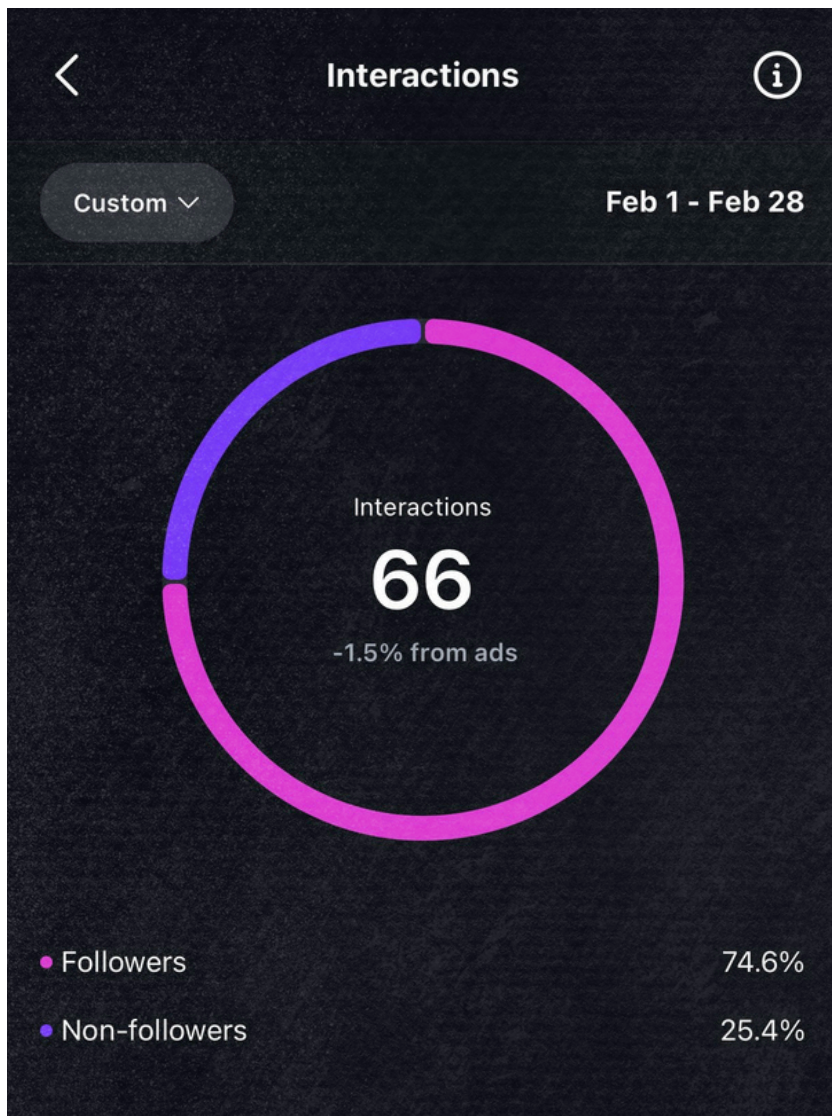 Interactions
Custom
Feb 1 - Feb 28
Interactions
66
-1.5% from ads
Followers 74.6%
Non-followers 25.4%